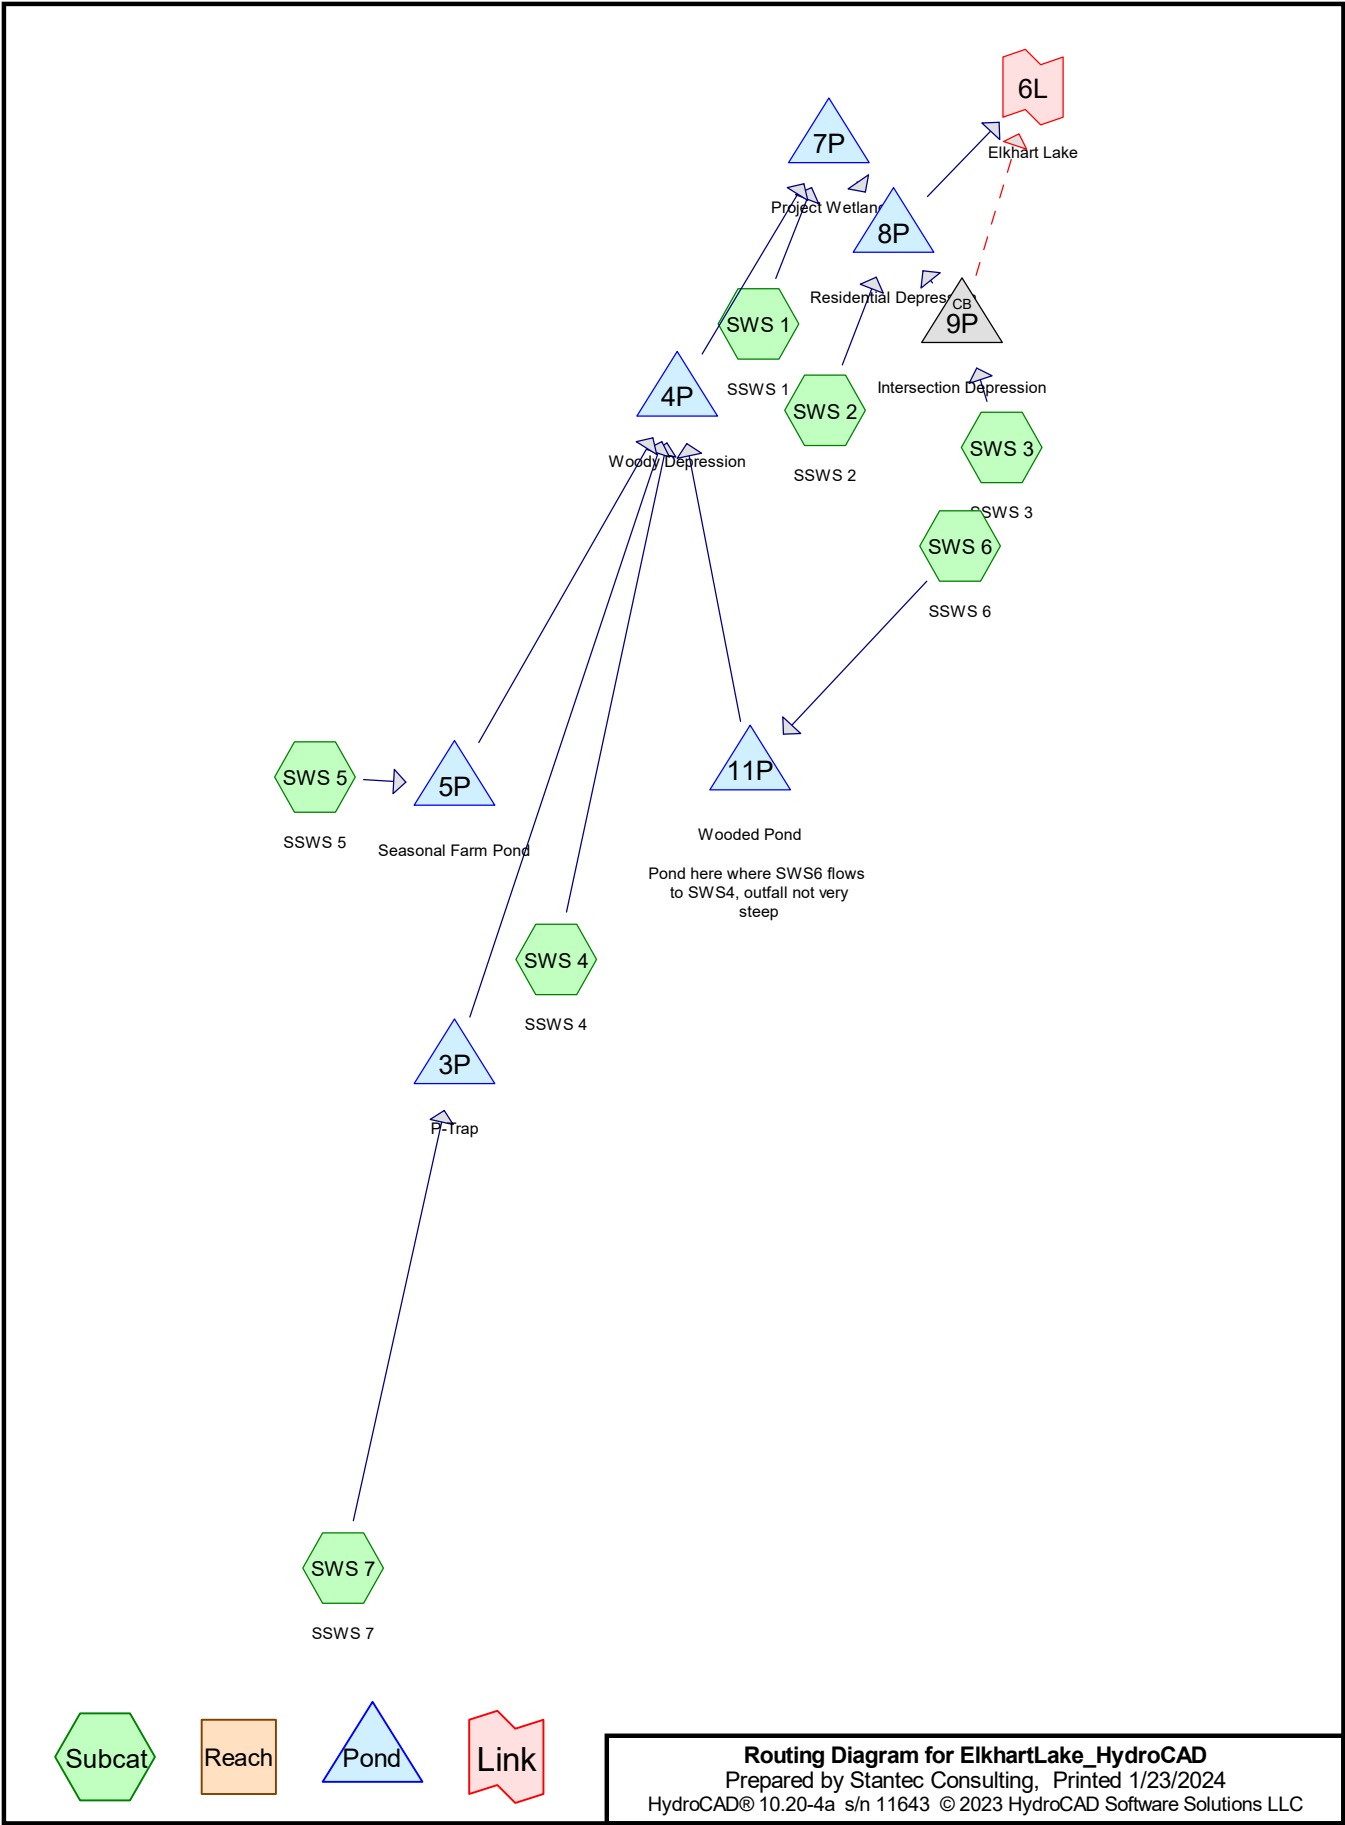 6L
Elkhart Lake
7P
Project Wetlan
8P
Residential Depres
CB
9P
Intersection Depression
SWS 1
SSWS 1
4P
Woody Depression
SWS 2
SSWS 2
SWS 3
SSWS 3
SWS 6
SSWS 6
SWS 5
SSWS 5
5P
Seasonal Farm Pond
11P
Wooded Pond
Pond here where SWS6 flows
to SWS4, outfall not very
steep
SWS 4
SSWS 4
3P
P-Trap
SWS 7
SSWS 7
Subcat
Reach
Pond
Link
Routing Diagram for ElkhartLake_HydroCAD
Prepared by Stantec Consulting, Printed 1/23/2024
HydroCAD® 10.20-4a s/n 11643 © 2023 HydroCAD Software Solutions LLC